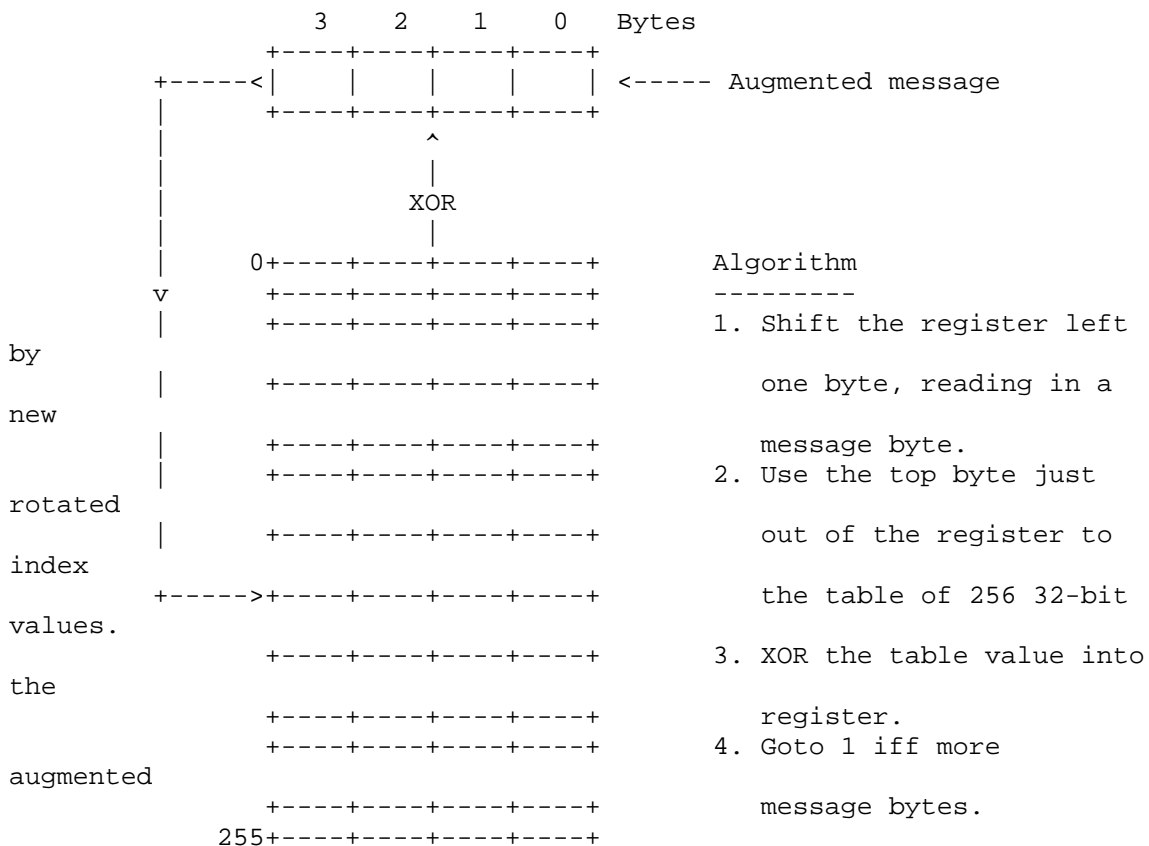 3    2    1    0  Bytes
                 +----+----+----+----+
          +-----<|    |    |    |    | <----- Augmented message
          |      +----+----+----+----+
          |                ^
          |                |
          |               XOR
          |                |
          |     0+----+----+----+----+       Algorithm
          v      +----+----+----+----+       ---------
          |      +----+----+----+----+       1. Shift the register left
by
          |      +----+----+----+----+          one byte, reading in a
new
          |      +----+----+----+----+          message byte.
          |      +----+----+----+----+       2. Use the top byte just
rotated
          |      +----+----+----+----+          out of the register to
index
          +----->+----+----+----+----+          the table of 256 32-bit
values.
                 +----+----+----+----+       3. XOR the table value into
the
                 +----+----+----+----+          register.
                 +----+----+----+----+       4. Goto 1 iff more
augmented
                 +----+----+----+----+          message bytes.
              255+----+----+----+----+